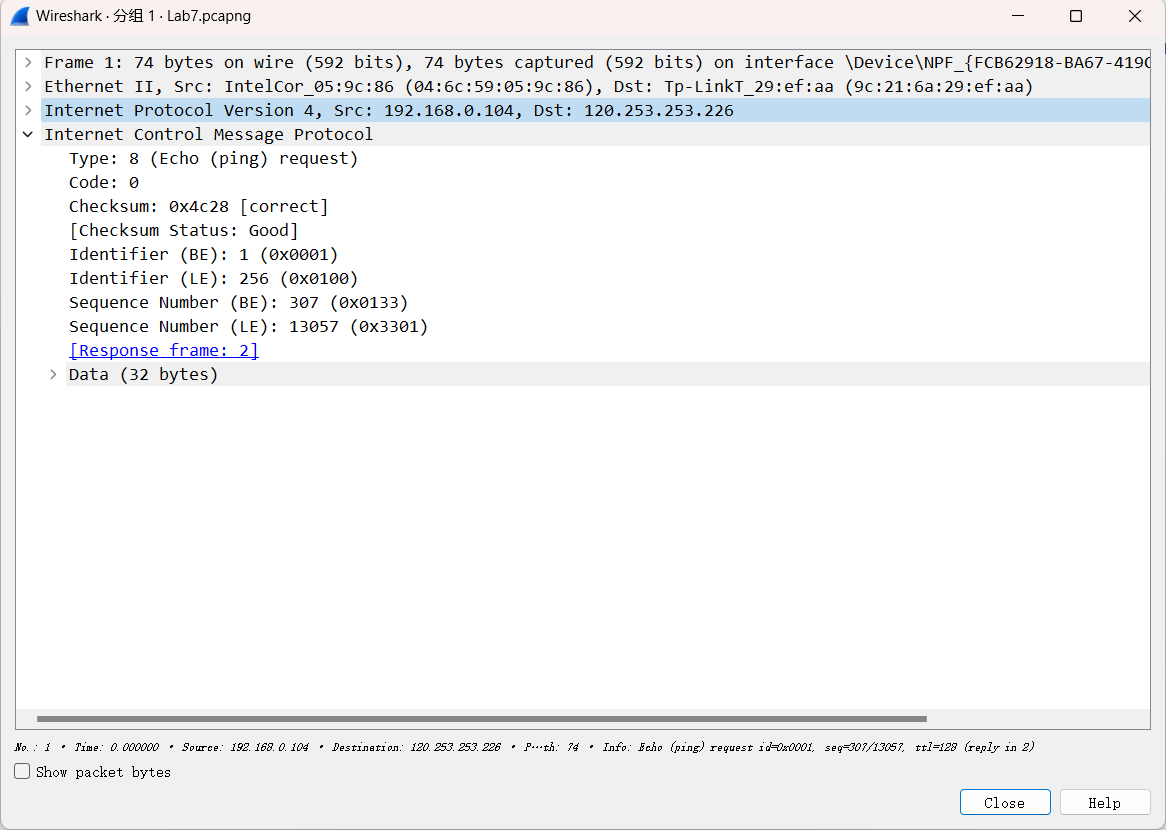 Wireshark · 分组 1 · Lab7.pcapng
Frame 1: 74 bytes on wire (592 bits), 74 bytes captured (592 bits) on interface \Device\NPF_{FCB62918-BA67-419C
Ethernet II, Src: IntelCor_05:9c:86 (04:6c:59:05:9c:86), Dst: Tp-LinkT_29:ef:aa (9c:21:6a:29:ef:aa)
Internet Protocol Version 4, Src: 192.168.0.104, Dst: 120.253.253.226
Internet Control Message Protocol
Type: 8 (Echo (ping) request)
Code: 0
Checksum: 0x4c28 [correct]
[Checksum Status: Good]
Identifier (BE): 1 (0x0001)
Identifier (LE): 256 (0x0100)
Sequence Number (BE): 307 (0x0133)
Sequence Number (LE): 13057 (0x3301)
[Response frame: 2]
Data (32 bytes)
No.: 1 · Time: 0.000000 · Source: 192.168.0.104 · Destination: 120.253.253.226 · P…th: 74 · Info: Echo (ping) request id=0x0001, seq=307/13057, ttl=128 (reply in 2)
Show packet bytes
Close Help